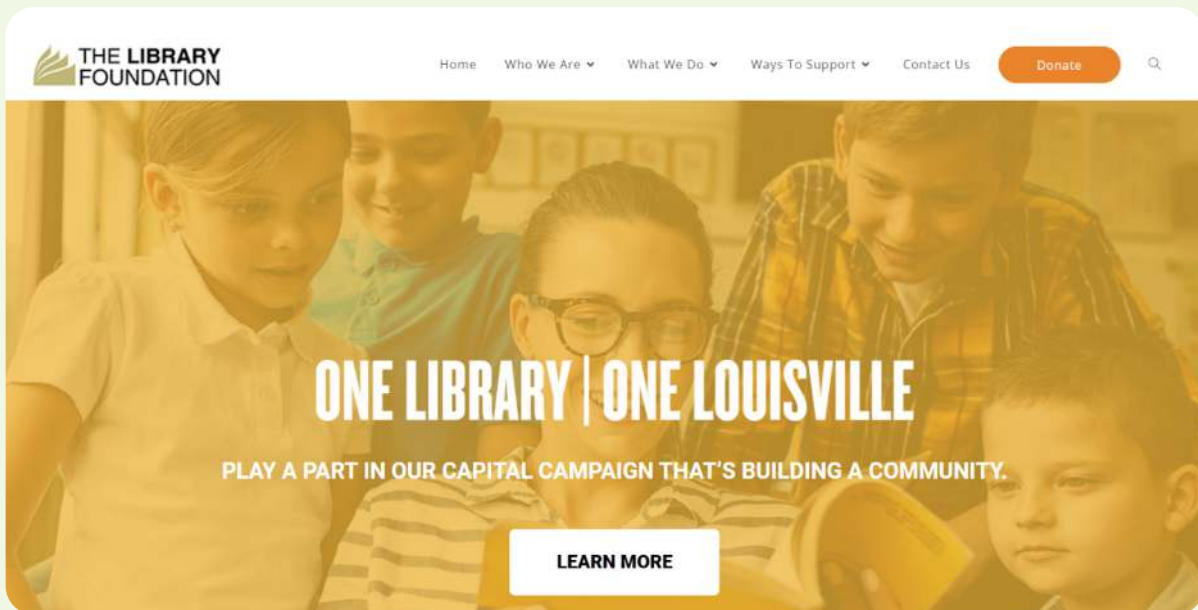 THE LIBRARY
FOUNDATION
Home Who We Are What We Do Ways To Support Contact Us Donate
ONE LIBRARY | ONE LOUISVILLE
PLAY A PART IN OUR CAPITAL CAMPAIGN THAT'S BUILDING A COMMUNITY.
LEARN MORE